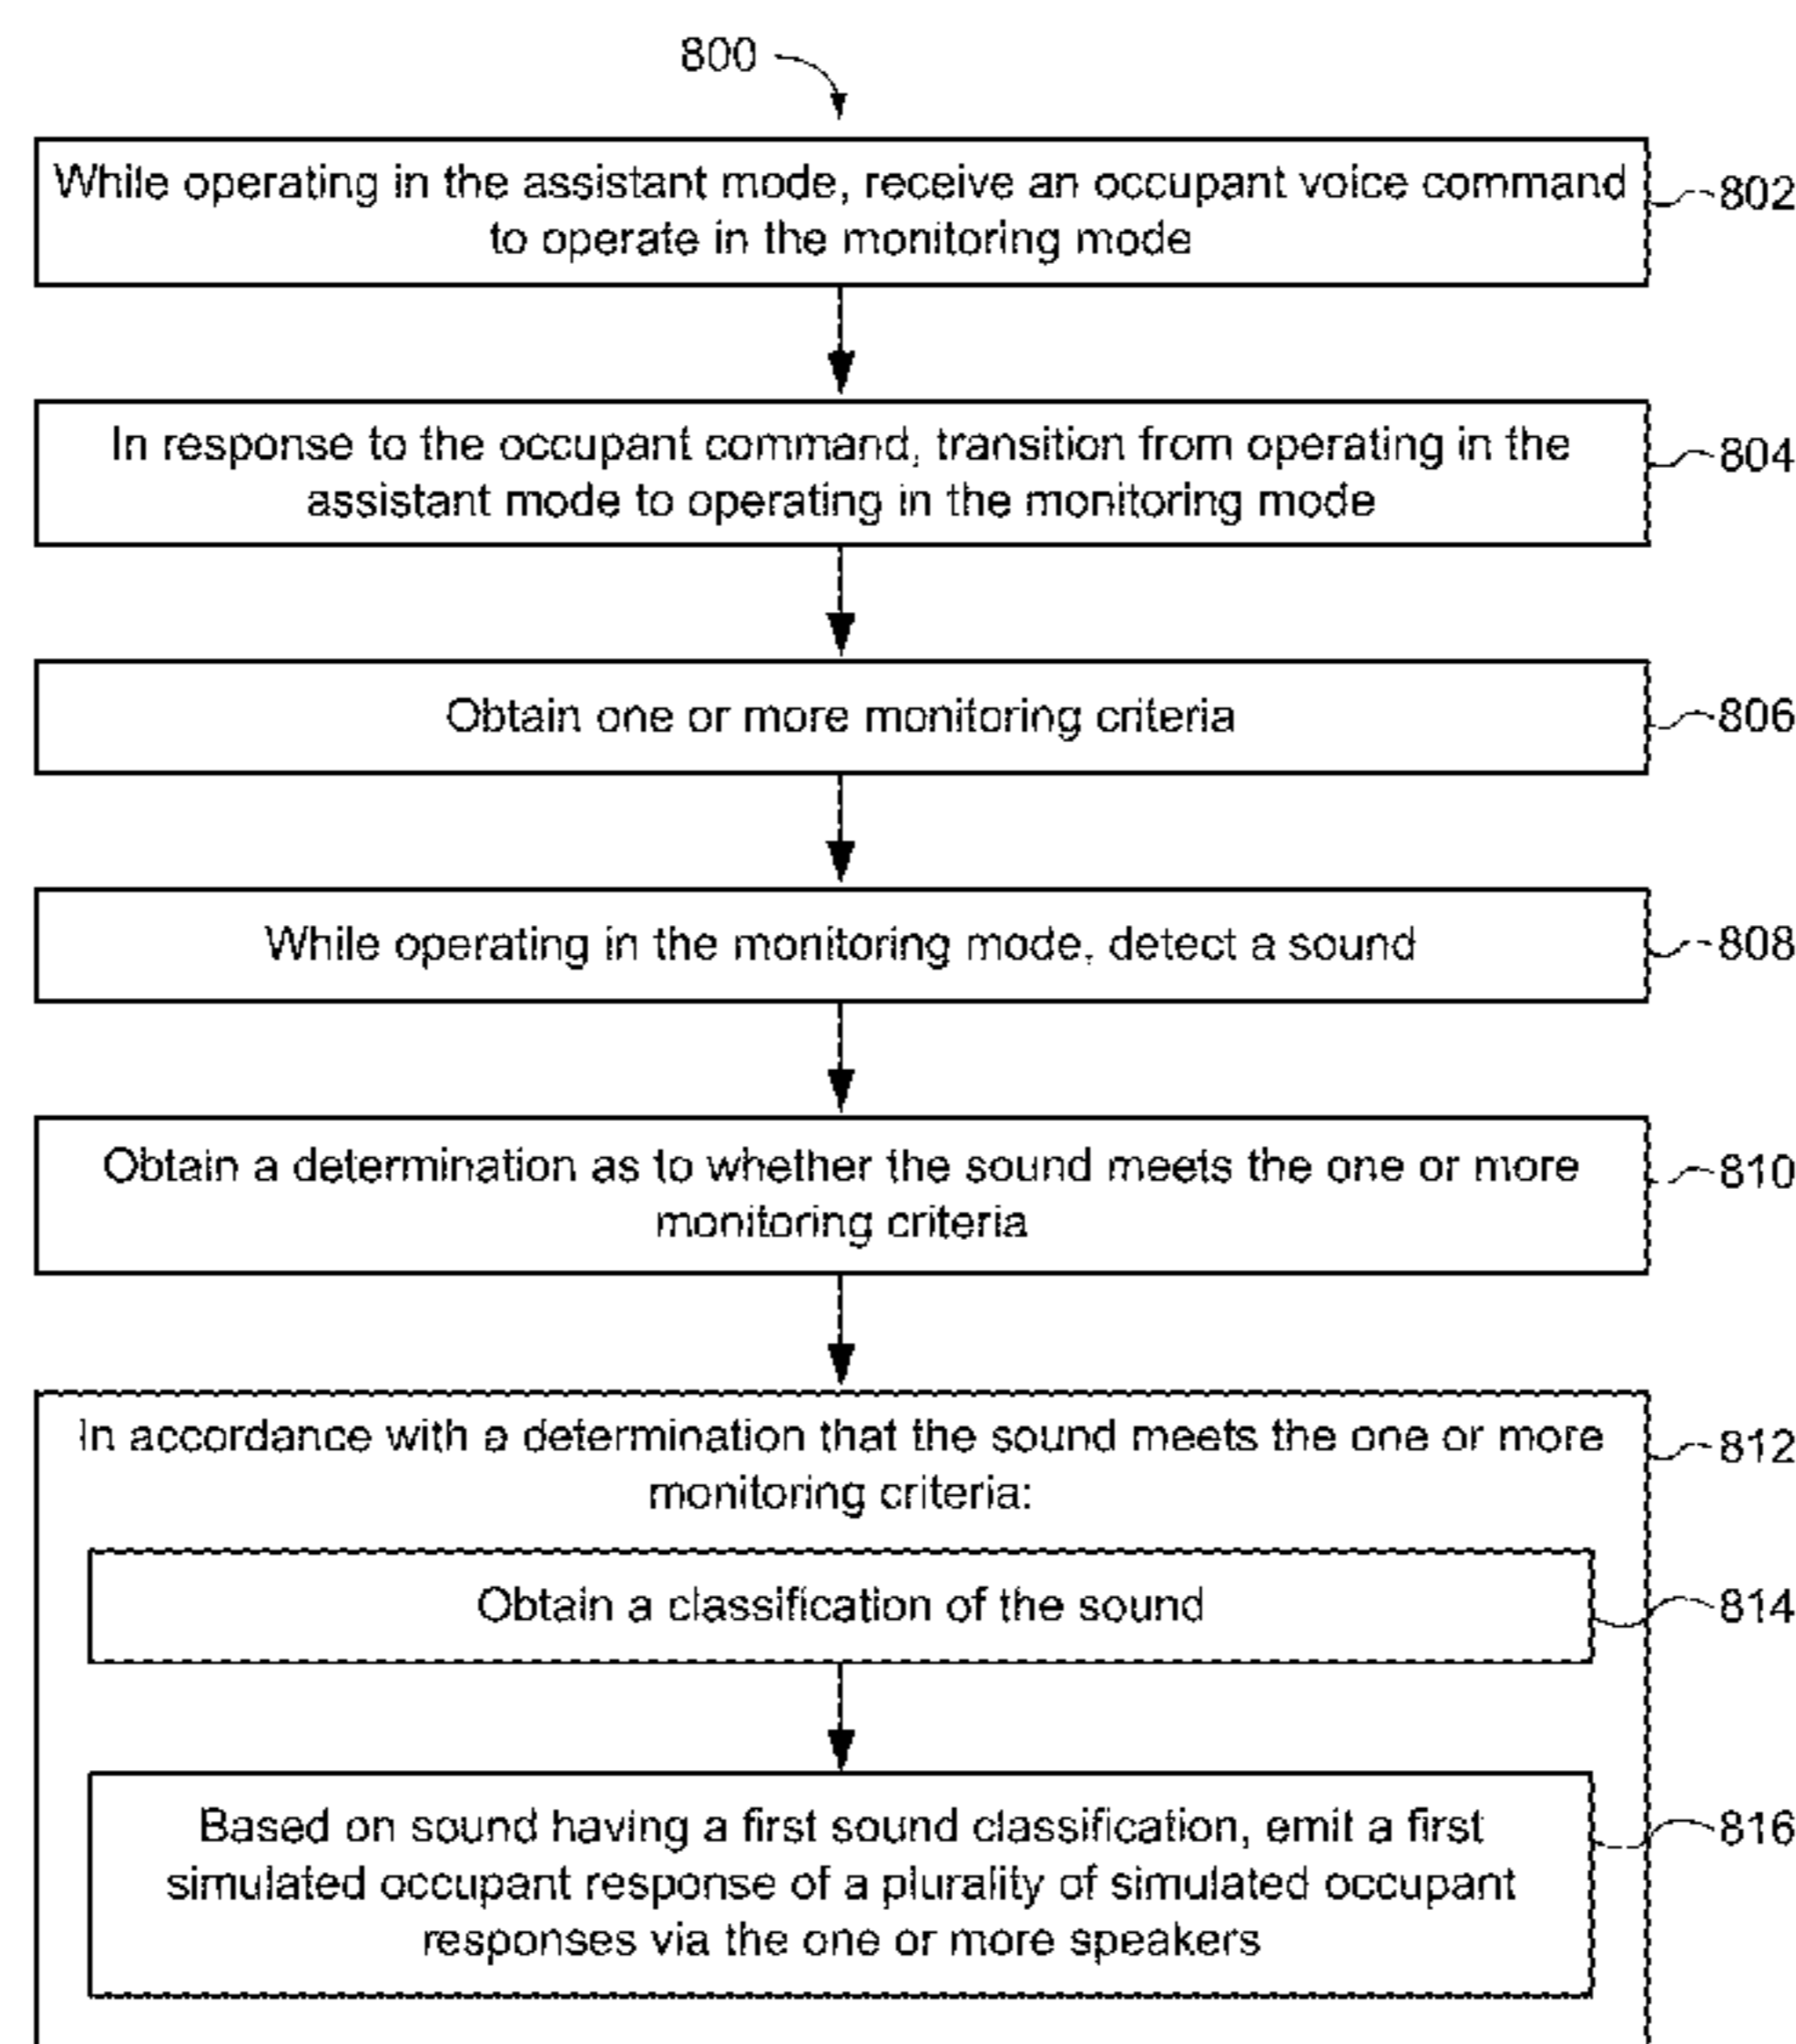 800
While operating in the assistant mode, receive an occupant voice command
to operate in the monitoring mode
802
In response to the occupant command, transition from operating in the
assistant mode to operating in the monitoring mode
804
Obtain one or more monitoring criteria
806
While operating in the monitoring mode, detect a sound
808
Obtain a determination as to whether the sound meets the one or more
monitoring criteria
810
In accordance with a determination that the sound meets the one or more
monitoring criteria:
812
Obtain a classification of the sound
814
Based on sound having a first sound classification, emit a first
simulated occupant response of a plurality of simulated occupant
responses via the one or more speakers
816